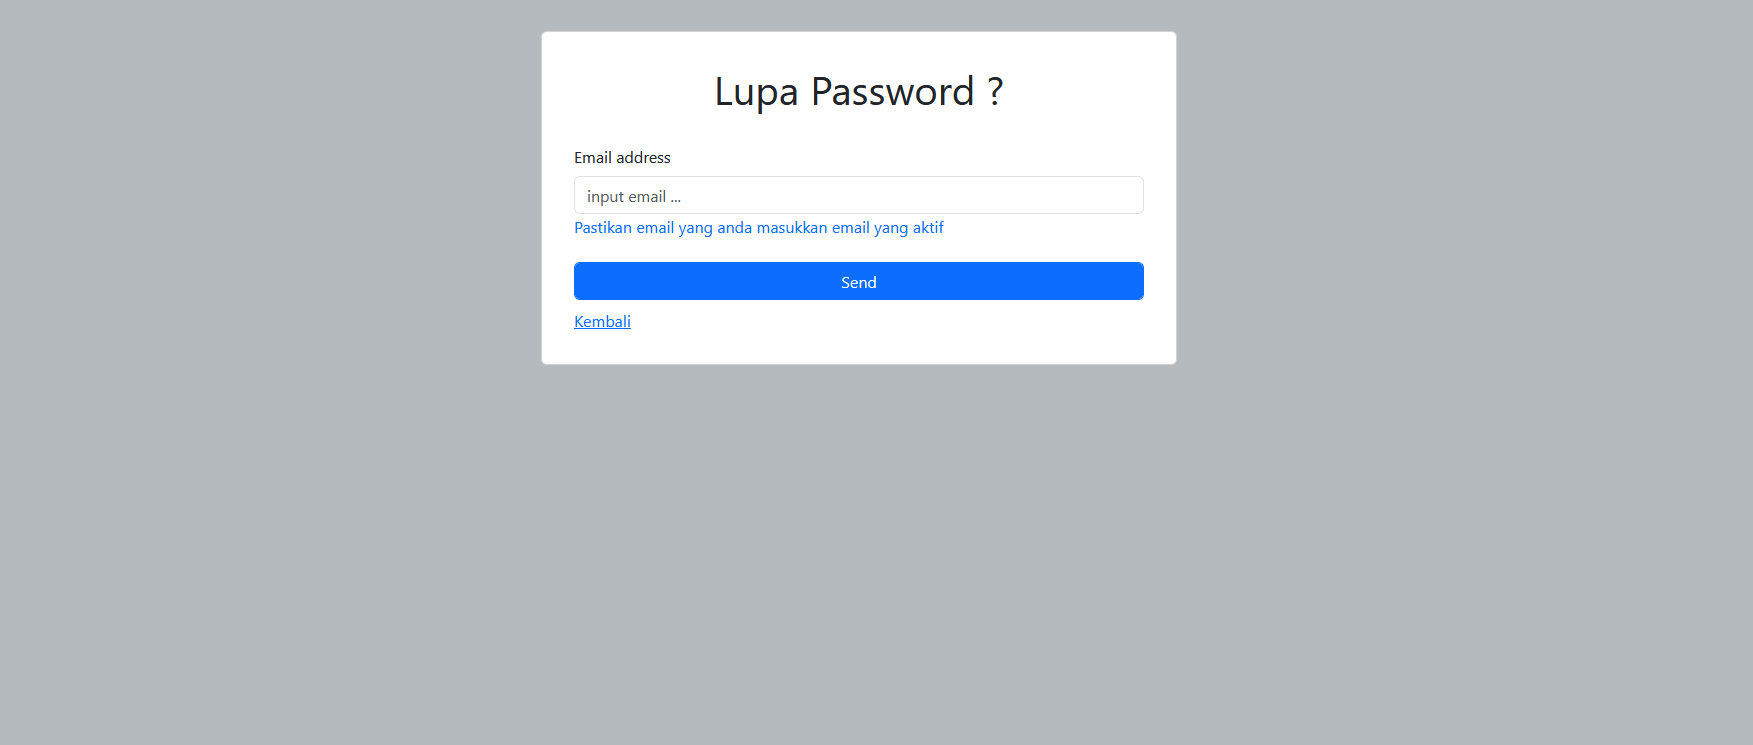 Lupa Password ?
Email address
input email ...
Pastikan email yang anda masukkan email yang aktif
Send
Kembali